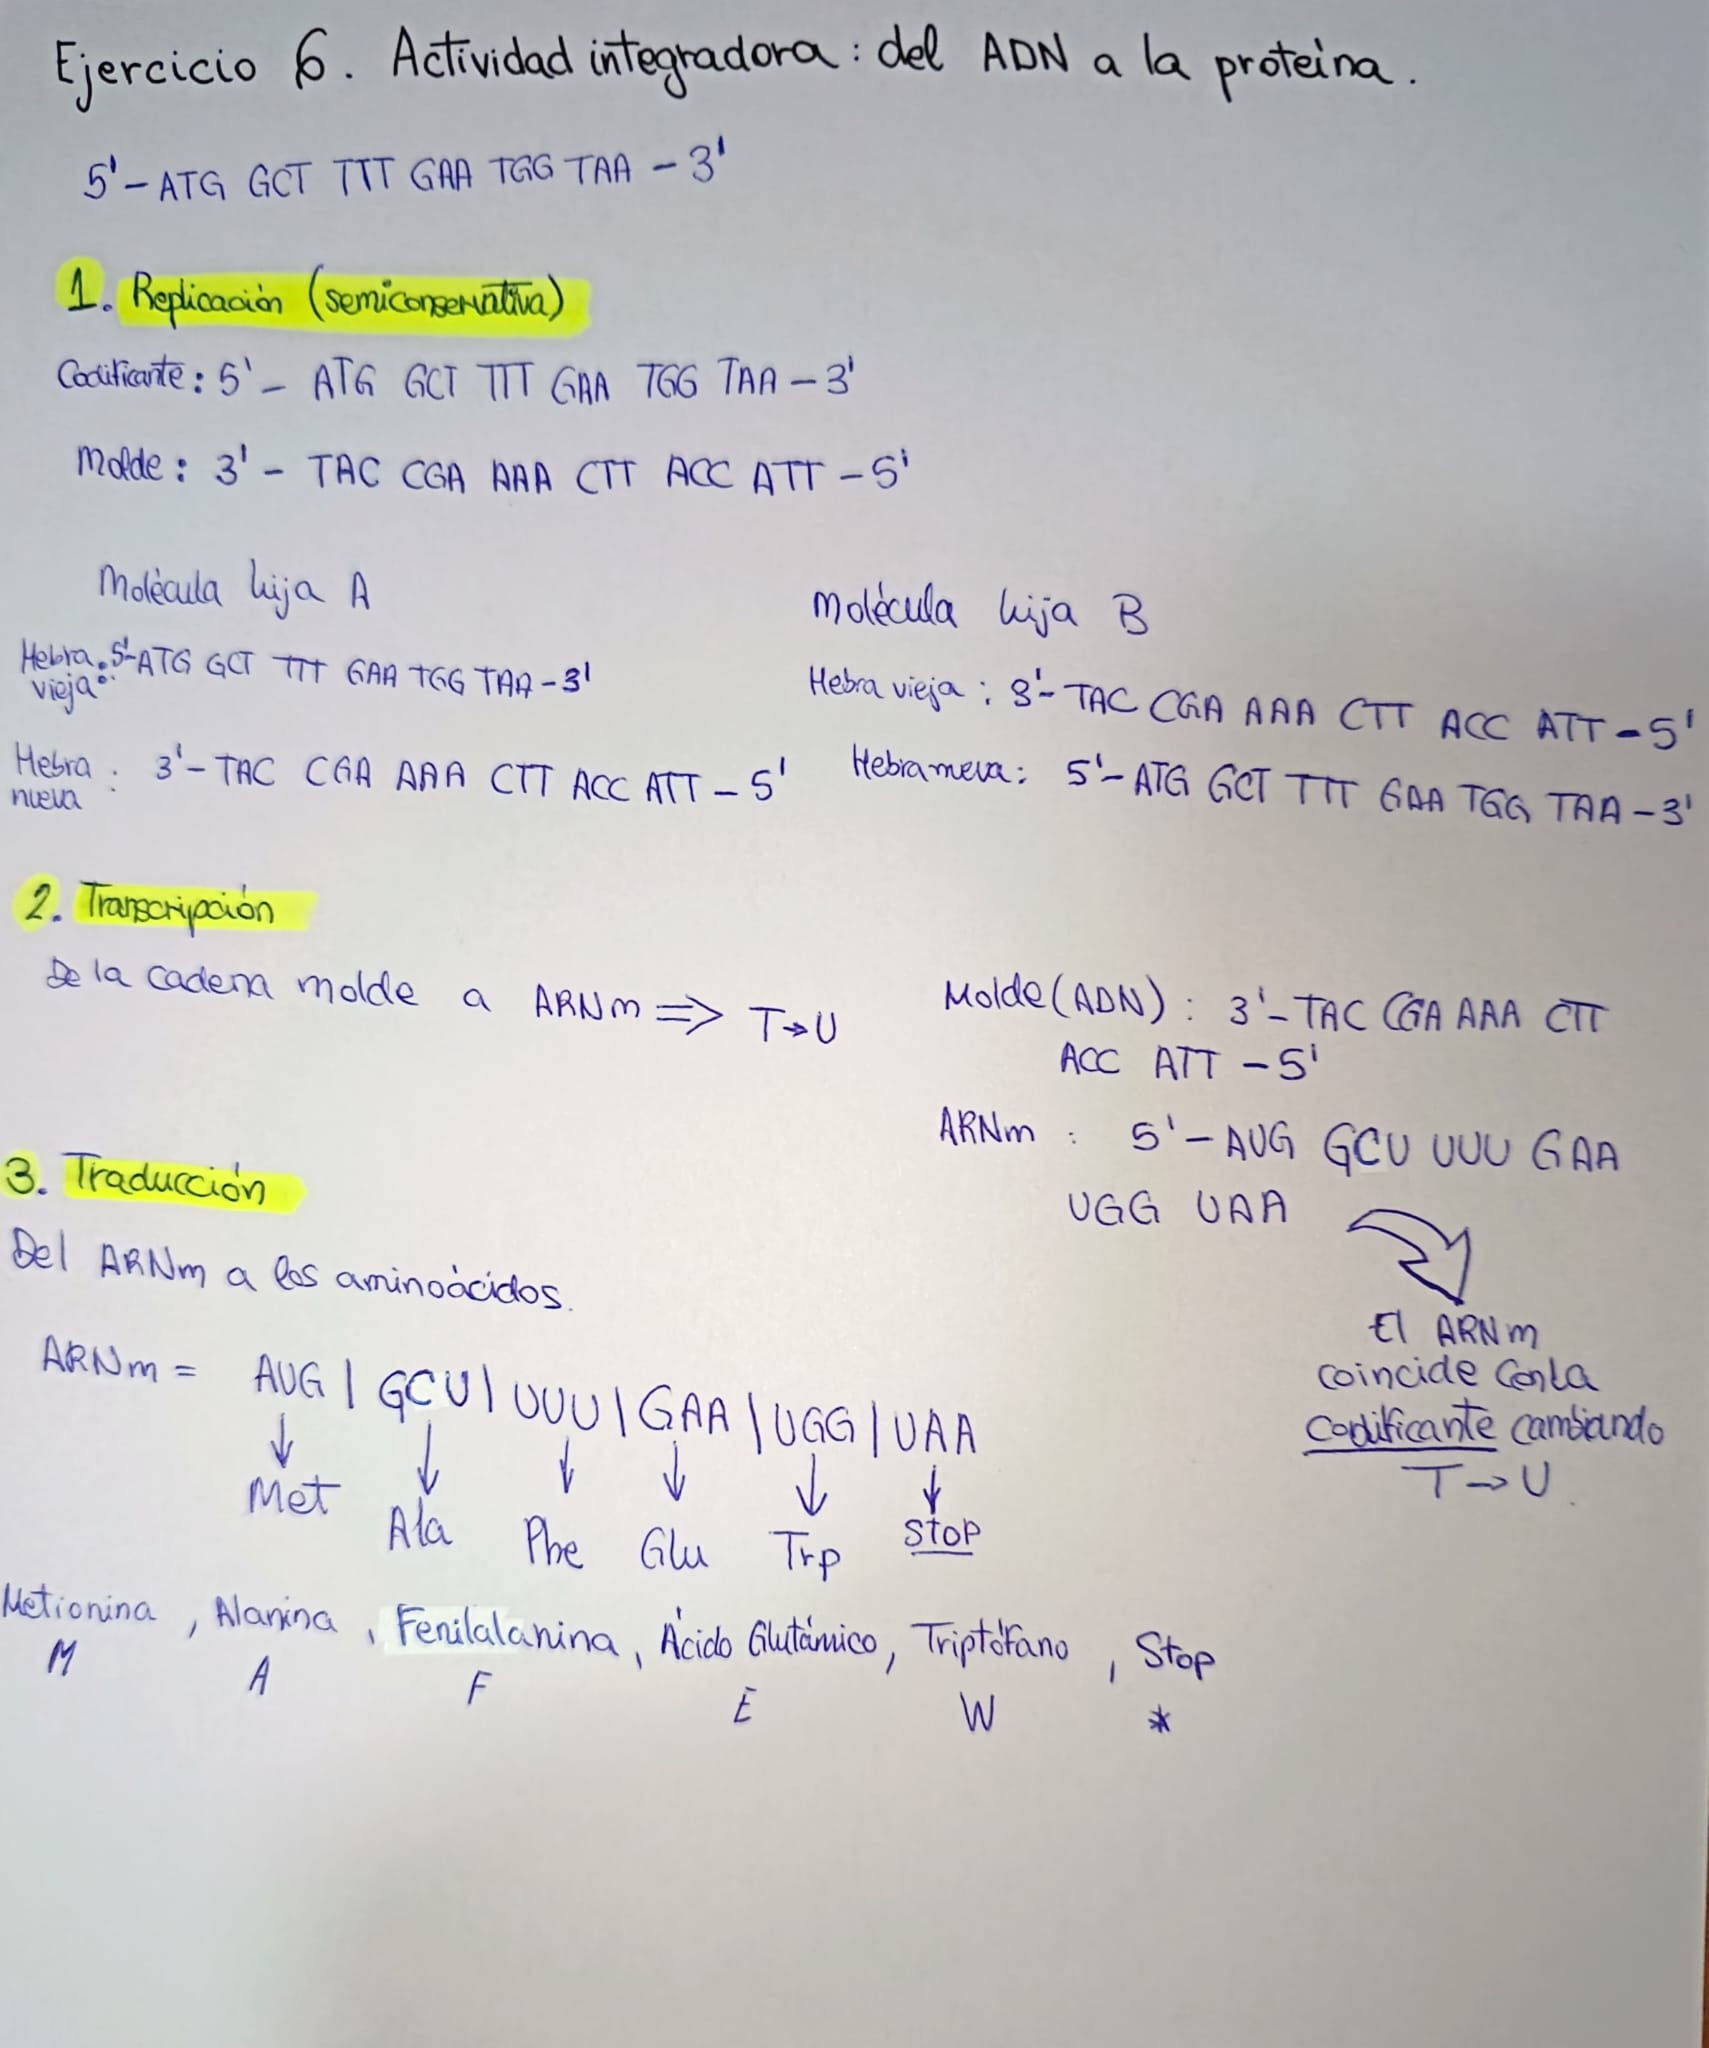 Ejercicio 6. Actividad integradora: del ADN a la proteína.
5'- ATG GCT TTT GAA TGG TAA - 3'
1. Replicación (semiconservativa)
Codificante: 5' - ATG GCT TTT GAA TGG TAA - 3'
Molde: 3' - TAC CGA AAA CTT ACC ATT - 5'
Molécula hija A
Hebra vieja: 5'-ATG GCT TTT GAA TGG TAA - 3'
Hebra nueva: 3'- TAC CGA AAA CTT ACC ATT - 5'
Molécula hija B
Hebra vieja: 3'- TAC CGA AAA CTT ACC ATT - 5'
Hebra nueva: 5'- ATG GCT TTT GAA TGG TAA - 3'
2. Transcripción
De la cadena molde a ARNm ⇒ T→U
Molde (ADN): 3'- TAC CGA AAA CTT
ACC ATT - 5'
ARNm : 5'- AUG GCU UUU GAA
UGG UAA
El ARNm
coincide con la
codificante cambiando
T → U.
3. Traducción
Del ARNm a los aminoácidos.
ARNm = AUG | GCU | UUU | GAA | UGG | UAA
↓ ↓ ↓ ↓ ↓ ↓
Met Ala Phe Glu Trp Stop
Metionina, Alanina, Fenilalanina, Ácido Glutámico, Triptófano, Stop
M A F E W *